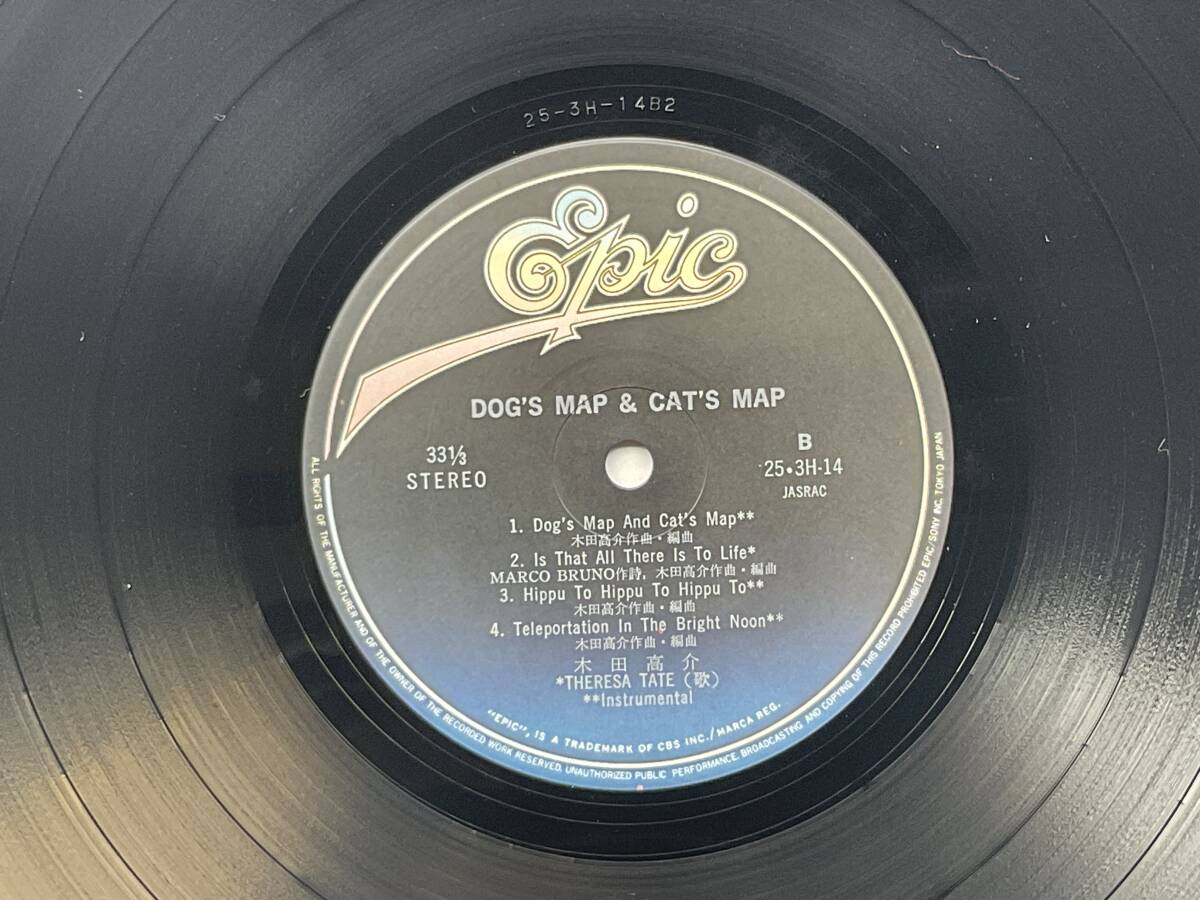 25-3H-14B2
Epic
DOG'S MAP & CAT'S MAP
33⅓
STEREO
B
25・3H-14
JASRAC
1. Dog's Map And Cat's Map**
木田高介作曲・編曲
2. Is That All There Is To Life*
MARCO BRUNO作詩, 木田高介作曲・編曲
3. Hippu To Hippu To Hippu To**
木田高介作曲・編曲
4. Teleportation In The Bright Noon**
木田高介作曲・編曲
木田高介
*THERESA TATE (歌)
**Instrumental
"EPIC", IS A TRADEMARK OF CBS INC./MARCA REG.
ALL RIGHTS OF THE MANUFACTURER AND OF THE OWNER OF THE RECORDED WORK RESERVED. UNAUTHORIZED PUBLIC PERFORMANCE, BROADCASTING AND COPYING OF THIS RECORD PROHIBITED EPIC/SONY INC. TOKYO JAPAN